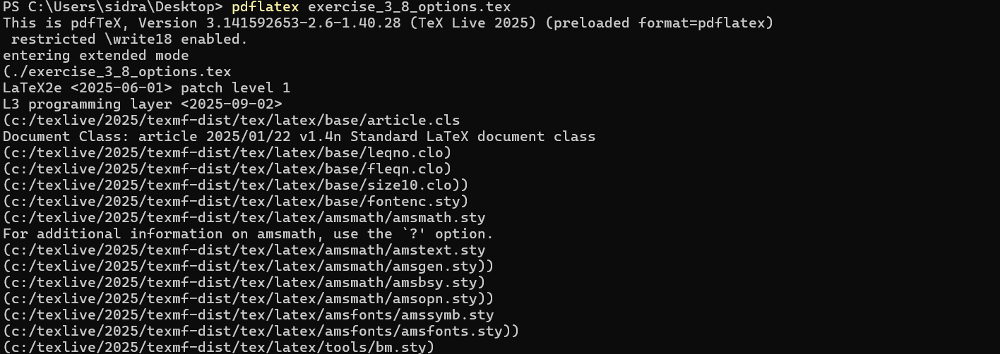 PS C:\Users\sidra\Desktop> pdflatex exercise_3_8_options.tex
This is pdfTeX, Version 3.141592653-2.6-1.40.28 (TeX Live 2025) (preloaded format=pdflatex)
 restricted \write18 enabled.
entering extended mode
(./exercise_3_8_options.tex
LaTeX2e <2025-06-01> patch level 1
L3 programming layer <2025-09-02>
(c:/texlive/2025/texmf-dist/tex/latex/base/article.cls
Document Class: article 2025/01/22 v1.4n Standard LaTeX document class
(c:/texlive/2025/texmf-dist/tex/latex/base/leqno.clo)
(c:/texlive/2025/texmf-dist/tex/latex/base/fleqn.clo)
(c:/texlive/2025/texmf-dist/tex/latex/base/size10.clo))
(c:/texlive/2025/texmf-dist/tex/latex/base/fontenc.sty)
(c:/texlive/2025/texmf-dist/tex/latex/amsmath/amsmath.sty
For additional information on amsmath, use the `?' option.
(c:/texlive/2025/texmf-dist/tex/latex/amsmath/amstext.sty
(c:/texlive/2025/texmf-dist/tex/latex/amsmath/amsgen.sty))
(c:/texlive/2025/texmf-dist/tex/latex/amsmath/amsbsy.sty)
(c:/texlive/2025/texmf-dist/tex/latex/amsmath/amsopn.sty))
(c:/texlive/2025/texmf-dist/tex/latex/amsfonts/amssymb.sty
(c:/texlive/2025/texmf-dist/tex/latex/amsfonts/amsfonts.sty))
(c:/texlive/2025/texmf-dist/tex/latex/tools/bm.sty)